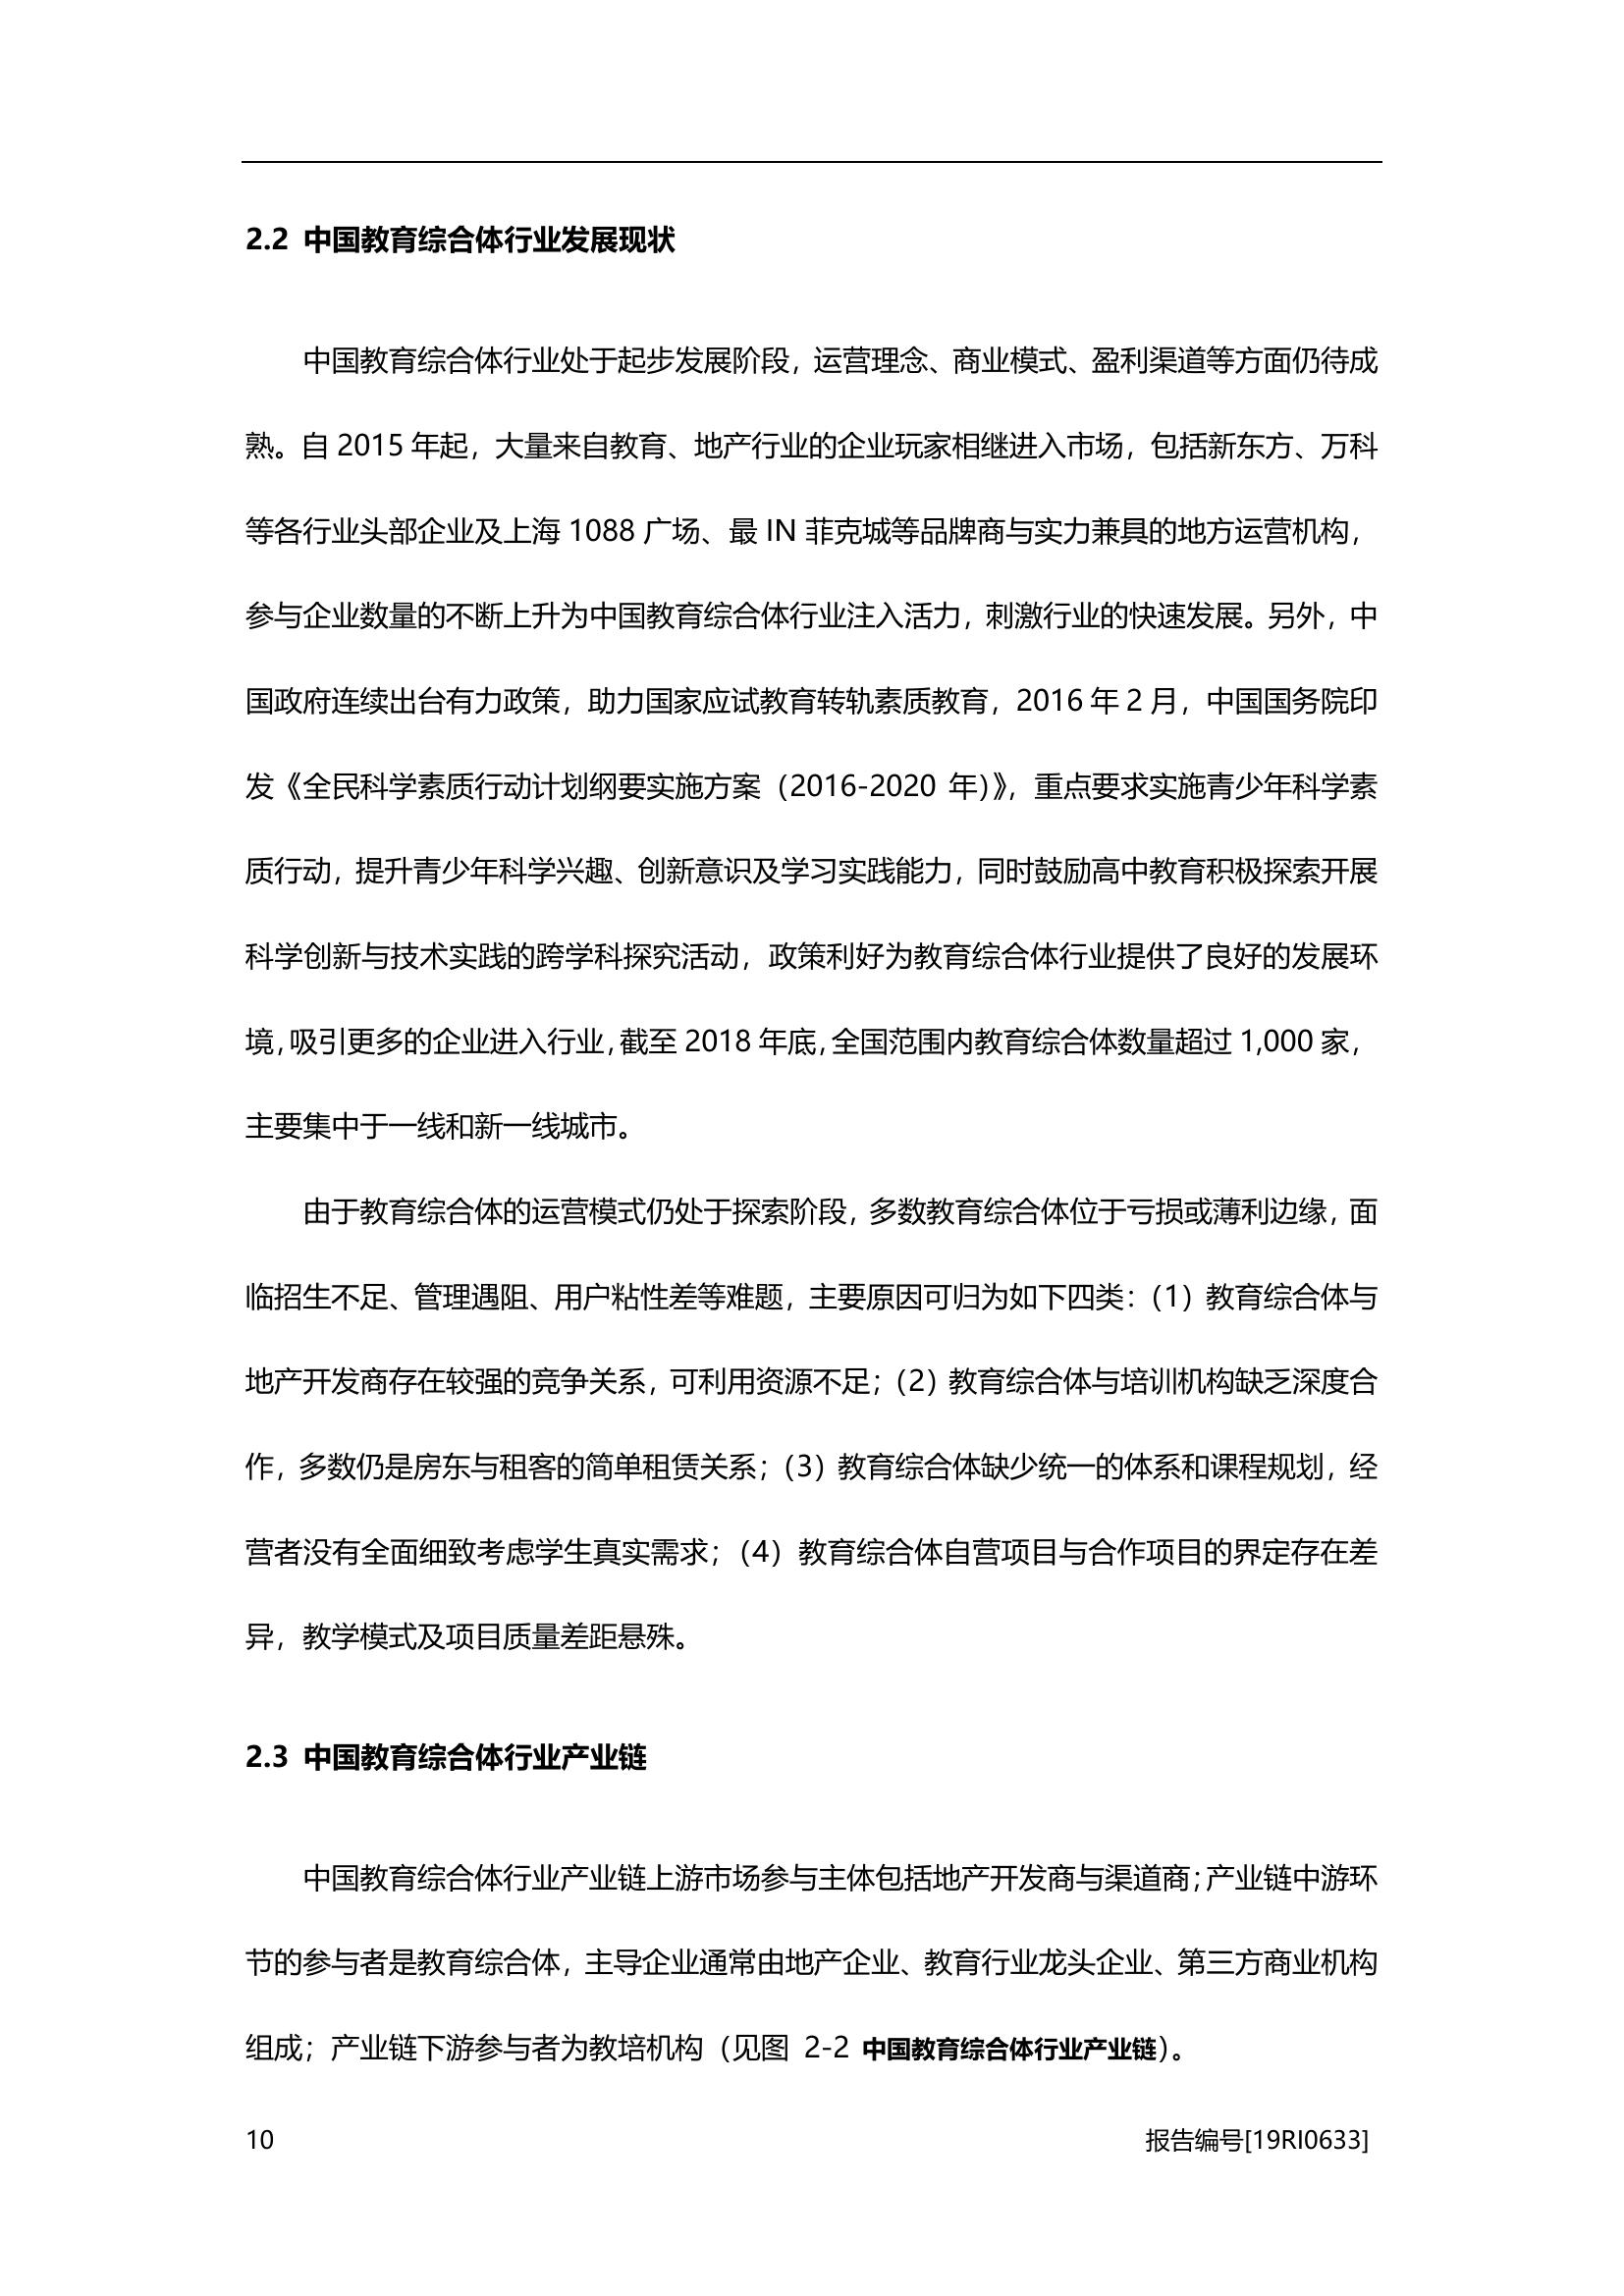 2.2 中国教育综合体行业发展现状
中国教育综合体行业处于起步发展阶段，运营理念、商业模式、盈利渠道等方面仍待成
熟。自 2015 年起，大量来自教育、地产行业的企业玩家相继进入市场，包括新东方、万科
等各行业头部企业及上海 1088 广场、最 IN 菲克城等品牌商与实力兼具的地方运营机构，
参与企业数量的不断上升为中国教育综合体行业注入活力，刺激行业的快速发展。另外，中
国政府连续出台有力政策，助力国家应试教育转轨素质教育，2016 年 2 月，中国国务院印
发《全民科学素质行动计划纲要实施方案（2016-2020 年）》，重点要求实施青少年科学素
质行动，提升青少年科学兴趣、创新意识及学习实践能力，同时鼓励高中教育积极探索开展
科学创新与技术实践的跨学科探究活动，政策利好为教育综合体行业提供了良好的发展环
境，吸引更多的企业进入行业，截至 2018 年底，全国范围内教育综合体数量超过 1,000 家，
主要集中于一线和新一线城市。
由于教育综合体的运营模式仍处于探索阶段，多数教育综合体位于亏损或薄利边缘，面
临招生不足、管理遇阻、用户粘性差等难题，主要原因可归为如下四类：（1）教育综合体与
地产开发商存在较强的竞争关系，可利用资源不足；（2）教育综合体与培训机构缺乏深度合
作，多数仍是房东与租客的简单租赁关系；（3）教育综合体缺少统一的体系和课程规划，经
营者没有全面细致考虑学生真实需求；（4）教育综合体自营项目与合作项目的界定存在差
异，教学模式及项目质量差距悬殊。
2.3 中国教育综合体行业产业链
中国教育综合体行业产业链上游市场参与主体包括地产开发商与渠道商；产业链中游环
节的参与者是教育综合体，主导企业通常由地产企业、教育行业龙头企业、第三方商业机构
组成；产业链下游参与者为教培机构（见图 2-2 中国教育综合体行业产业链）。
10 报告编号[19RI0633]